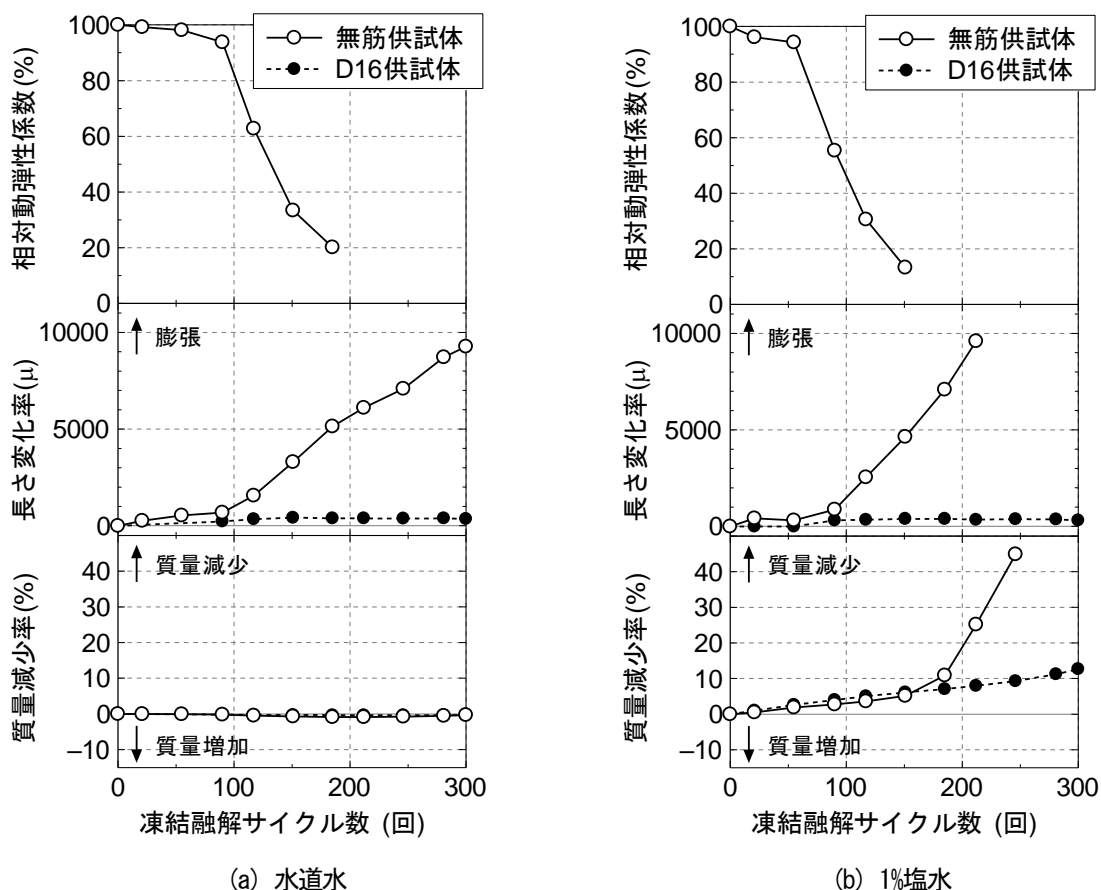 100
80
60
40
20
0
相対動弾性係数(%)
無筋供試体
D16供試体
10000
5000
0
長さ変化率(μ)
膨張
40
30
20
10
0
–10
質量減少率(%)
質量減少
質量増加
0
100
200
300
凍結融解サイクル数 (回)
(a) 水道水
100
80
60
40
20
0
相対動弾性係数(%)
無筋供試体
D16供試体
10000
5000
0
長さ変化率(μ)
膨張
40
30
20
10
0
–10
質量減少率(%)
質量減少
質量増加
0
100
200
300
凍結融解サイクル数 (回)
(b) 1%塩水